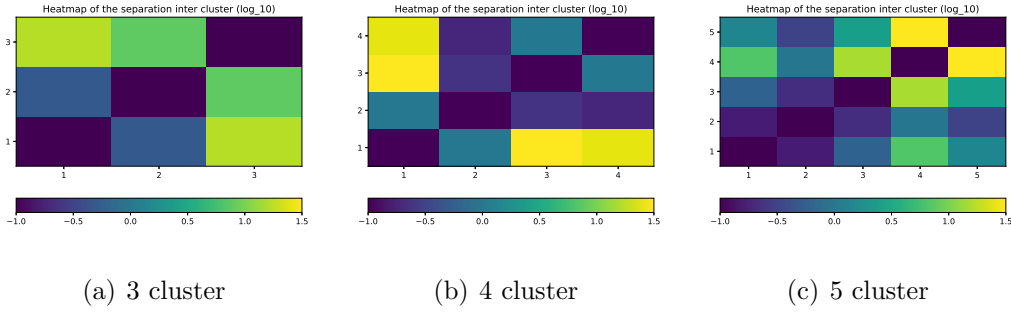 Heatmap of the separation inter cluster (log_10)
3
2
1
1 2 3
−1.0 −0.5 0.0 0.5 1.0 1.5
(a) 3 cluster
Heatmap of the separation inter cluster (log_10)
4
3
2
1
1 2 3 4
−1.0 −0.5 0.0 0.5 1.0 1.5
(b) 4 cluster
Heatmap of the separation inter cluster (log_10)
5
4
3
2
1
1 2 3 4 5
−1.0 −0.5 0.0 0.5 1.0 1.5
(c) 5 cluster